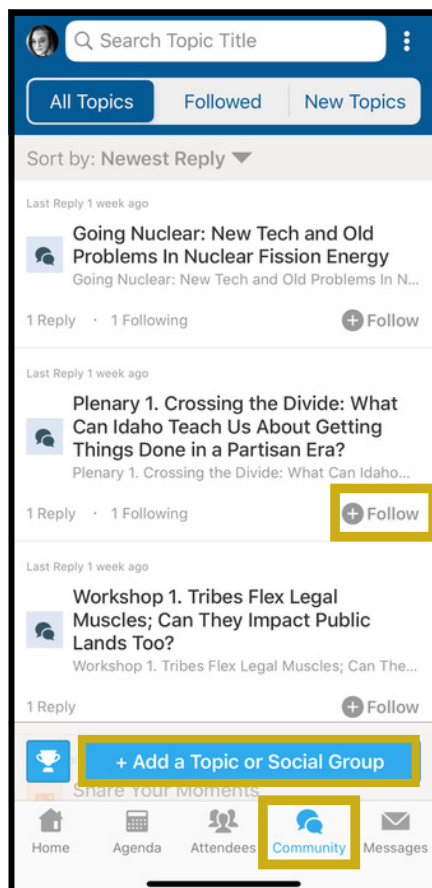 Search Topic Title
All Topics Followed New Topics
Sort by: Newest Reply
Last Reply 1 week ago
Going Nuclear: New Tech and Old
Problems In Nuclear Fission Energy
Going Nuclear: New Tech and Old Problems In N...
1 Reply · 1 Following Follow
Last Reply 1 week ago
Plenary 1. Crossing the Divide: What
Can Idaho Teach Us About Getting
Things Done in a Partisan Era?
Plenary 1. Crossing the Divide: What Can Idaho...
1 Reply · 1 Following Follow
Last Reply 1 week ago
Workshop 1. Tribes Flex Legal
Muscles; Can They Impact Public
Lands Too?
Workshop 1. Tribes Flex Legal Muscles; Can The...
1 Reply Follow
+ Add a Topic or Social Group
Share Your Moments
Home Agenda Attendees Community Messages